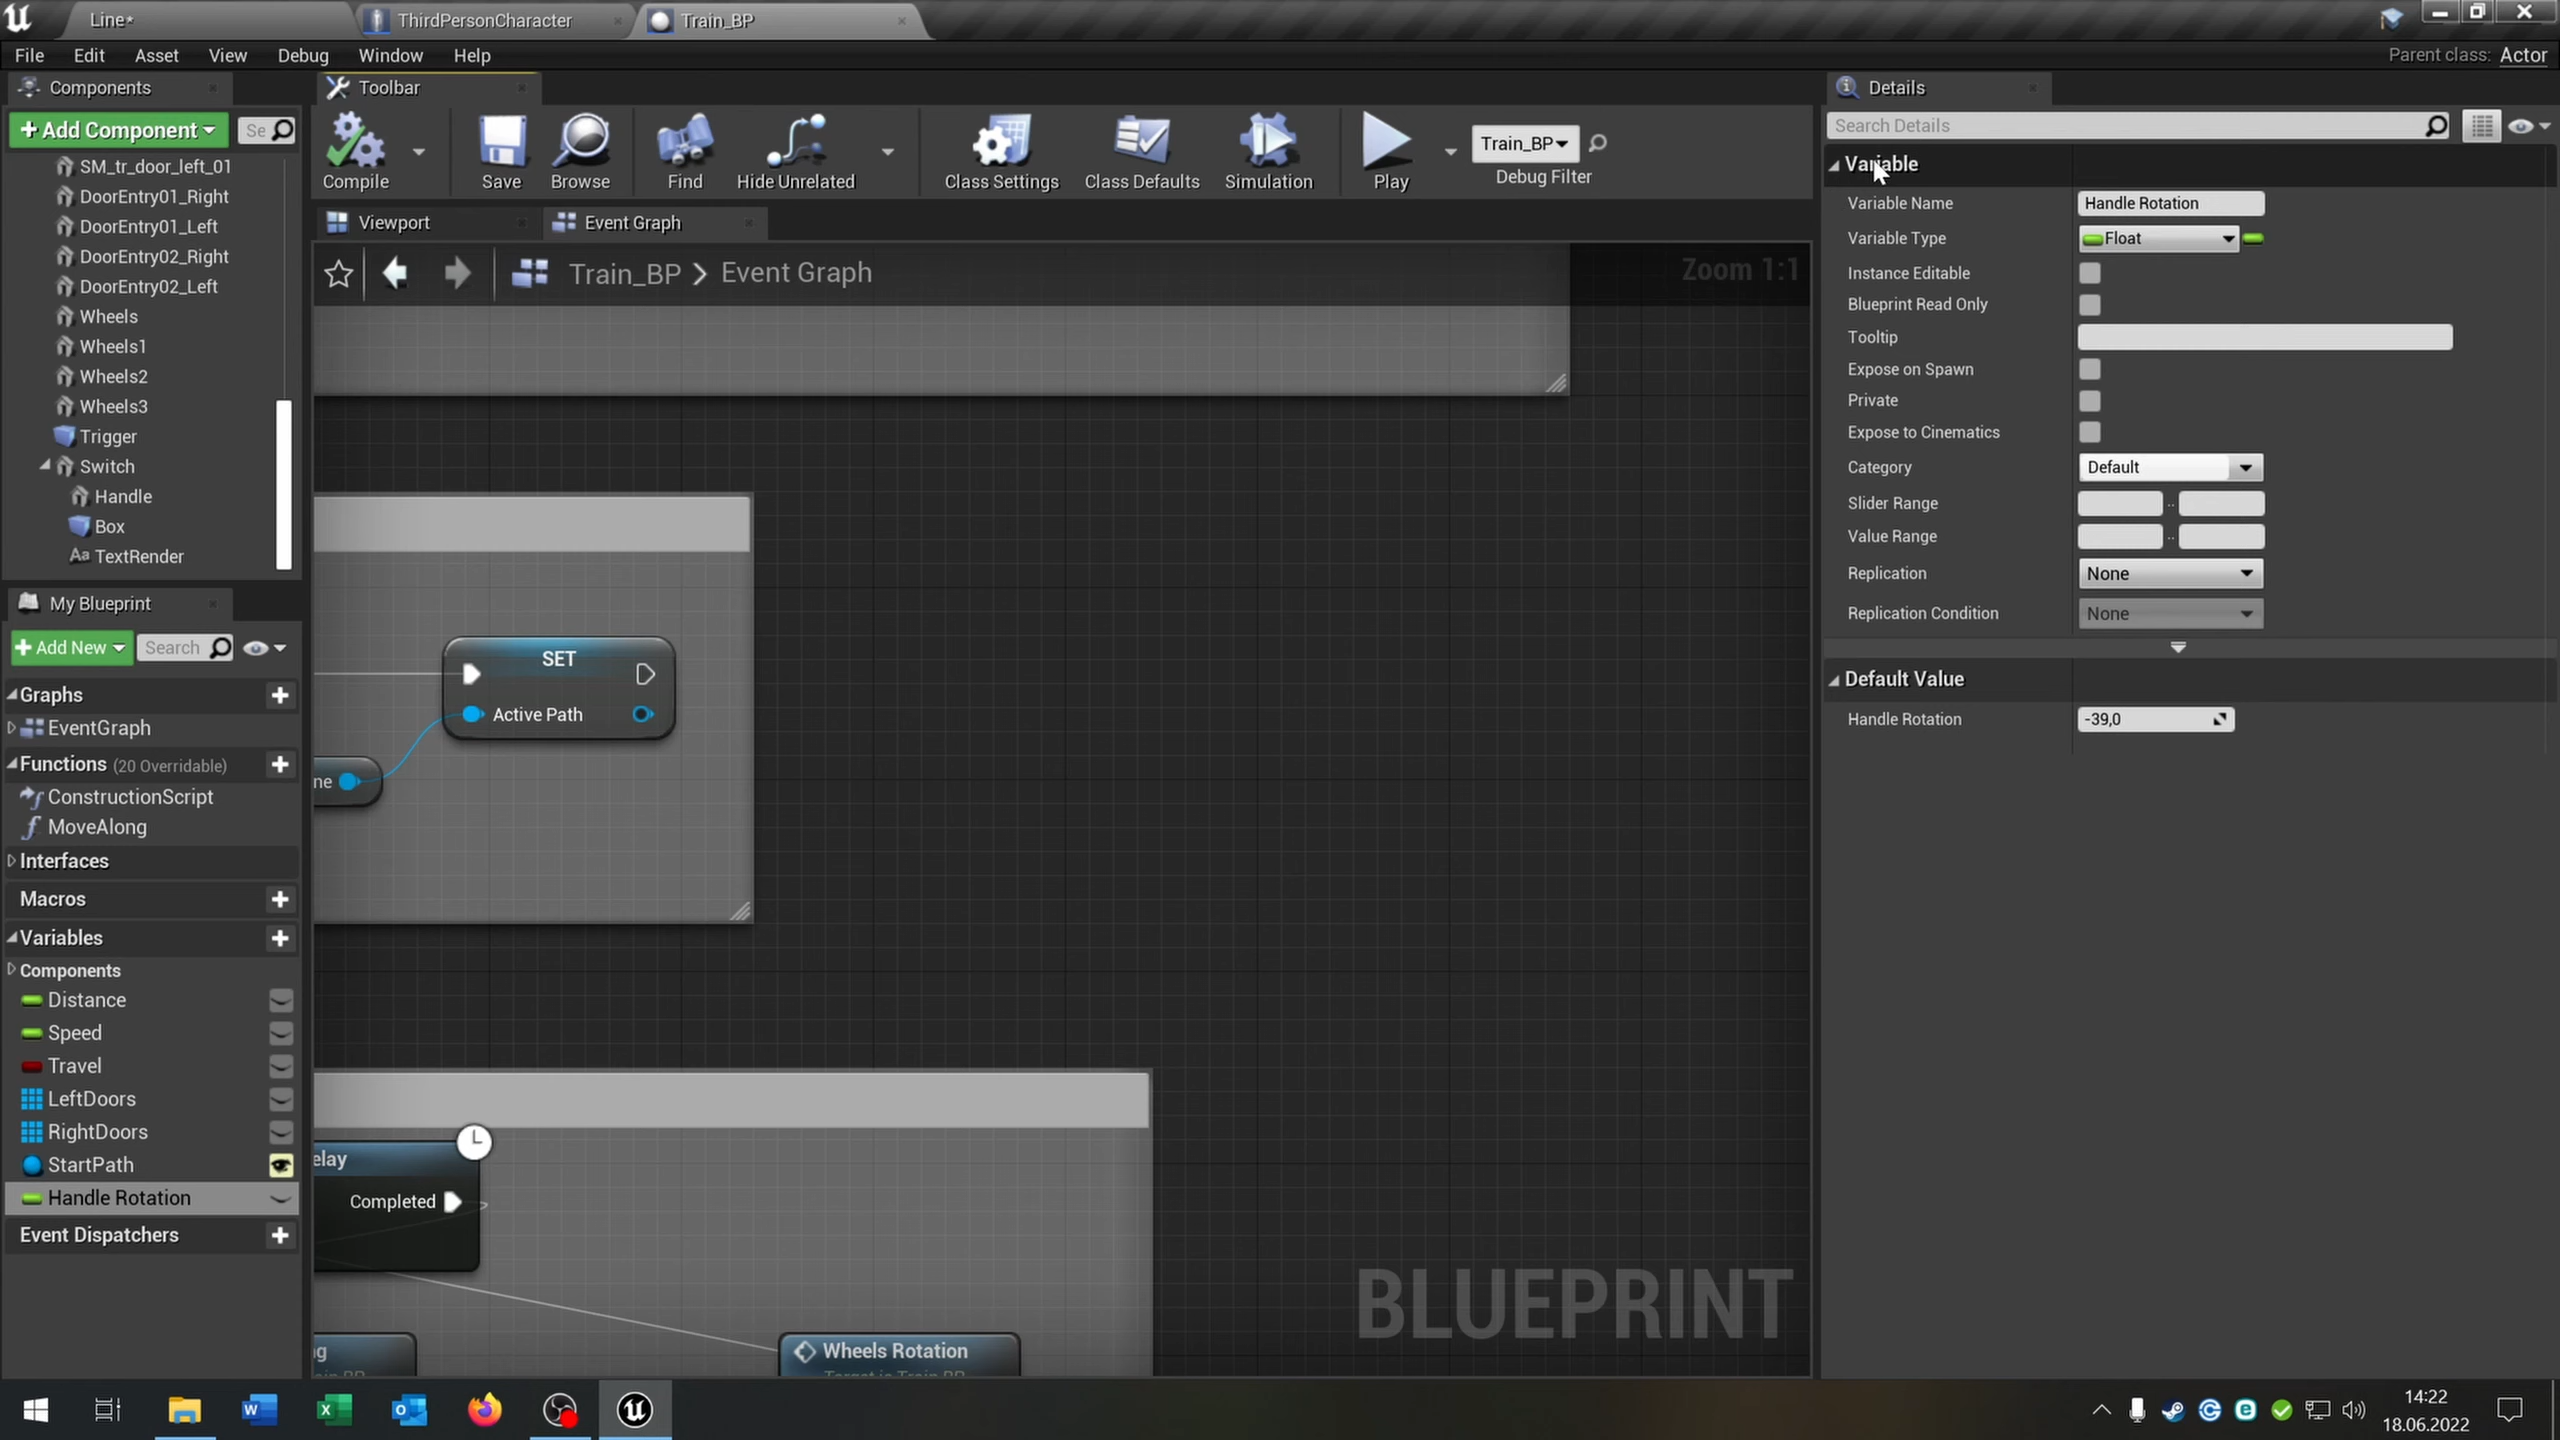 Line*
ThirdPersonCharacter
Train_BP
File Edit Asset View Debug Window Help
Parent class: Actor
Components
Toolbar
Details
+ Add Component
Se
Compile
Save
Browse
Find
Hide Unrelated
Class Settings
Class Defaults
Simulation
Play
Train_BP
Debug Filter
Search Details
SM_tr_door_left_01
DoorEntry01_Right
DoorEntry01_Left
DoorEntry02_Right
DoorEntry02_Left
Wheels
Wheels1
Wheels2
Wheels3
Trigger
Switch
Handle
Box
Aa TextRender
Viewport
Event Graph
Train_BP > Event Graph
Zoom 1:1
SET
Active Path
ne
elay
Completed
ng
Wheels Rotation
Target is Train BP
BLUEPRINT
My Blueprint
+ Add New
Search
Graphs
EventGraph
Functions (20 Overridable)
ConstructionScript
MoveAlong
Interfaces
Macros
Variables
Components
Distance
Speed
Travel
LeftDoors
RightDoors
StartPath
Handle Rotation
Event Dispatchers
Variable
Variable Name Handle Rotation
Variable Type Float
Instance Editable
Blueprint Read Only
Tooltip
Expose on Spawn
Private
Expose to Cinematics
Category Default
Slider Range ..
Value Range ..
Replication None
Replication Condition None
Default Value
Handle Rotation -39,0
14:22
18.06.2022